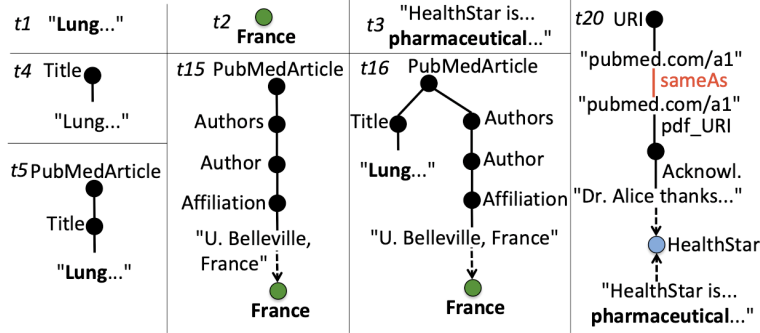 t1 "Lung..."
t2
France
t3 "HealthStar is...
pharmaceutical..."
t4 Title
"Lung..."
t5 PubMedArticle
Title
"Lung..."
t15 PubMedArticle
Authors
Author
Affiliation
"U. Belleville,
France"
France
t16 PubMedArticle
Title
Authors
"Lung..."
Author
Affiliation
"U. Belleville, France"
France
t20 URI
"pubmed.com/a1"
sameAs
"pubmed.com/a1"
pdf_URI
Acknowl.
"Dr. Alice thanks..."
HealthStar
"HealthStar is...
pharmaceutical..."